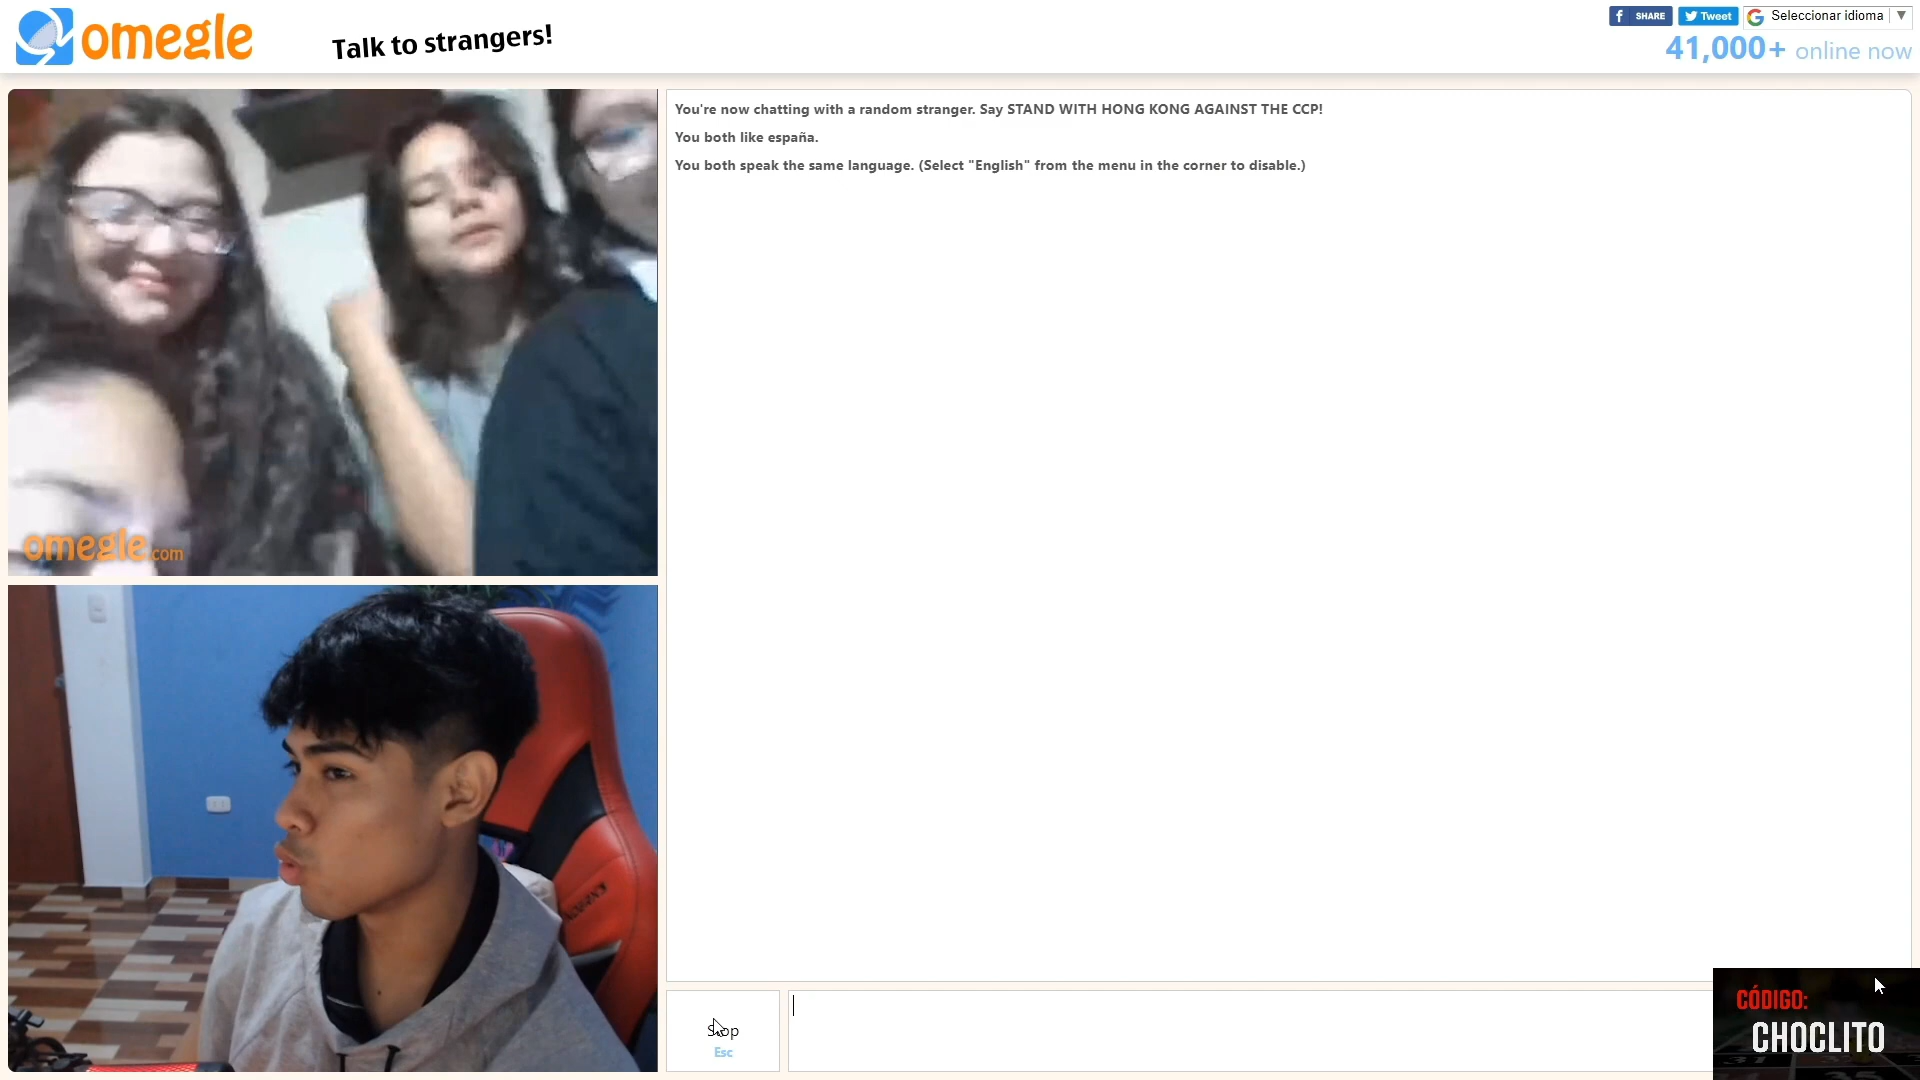 omegle
Talk to strangers!
SHARE
Tweet
Seleccionar idioma
41,000+ online now
You're now chatting with a random stranger. Say STAND WITH HONG KONG AGAINST THE CCP!
You both like españa.
You both speak the same language. (Select "English" from the menu in the corner to disable.)
omegle.com
Stop
Esc
CÓDIGO:
CHOCLITO